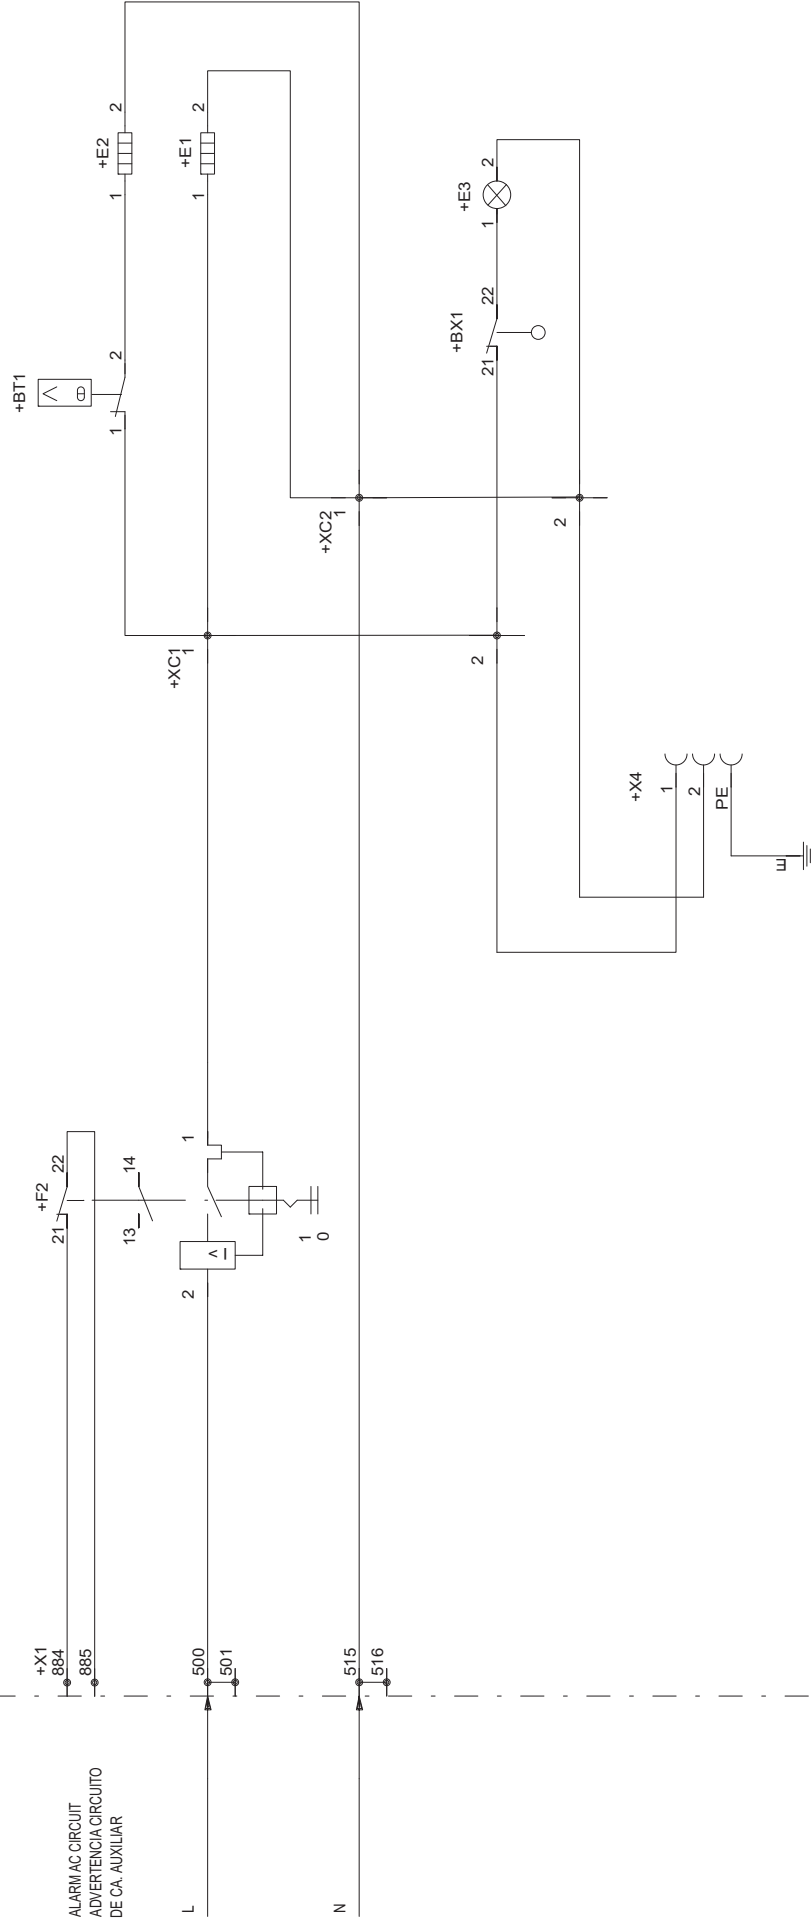 2
2
+E2
+E1
1
1
2
+E3
1
22
+BX1
21
2
+BT1
1
+XC2
1
2
+XC1
1
2
+X4
1
2
PE
E
1
22
14
+F2
21
13
1
0
2
+X1
884
885
500
501
515
516
ALARM AC CIRCUIT
ADVERTENCIA CIRCUITO
DE CA. AUXILIAR
L
N